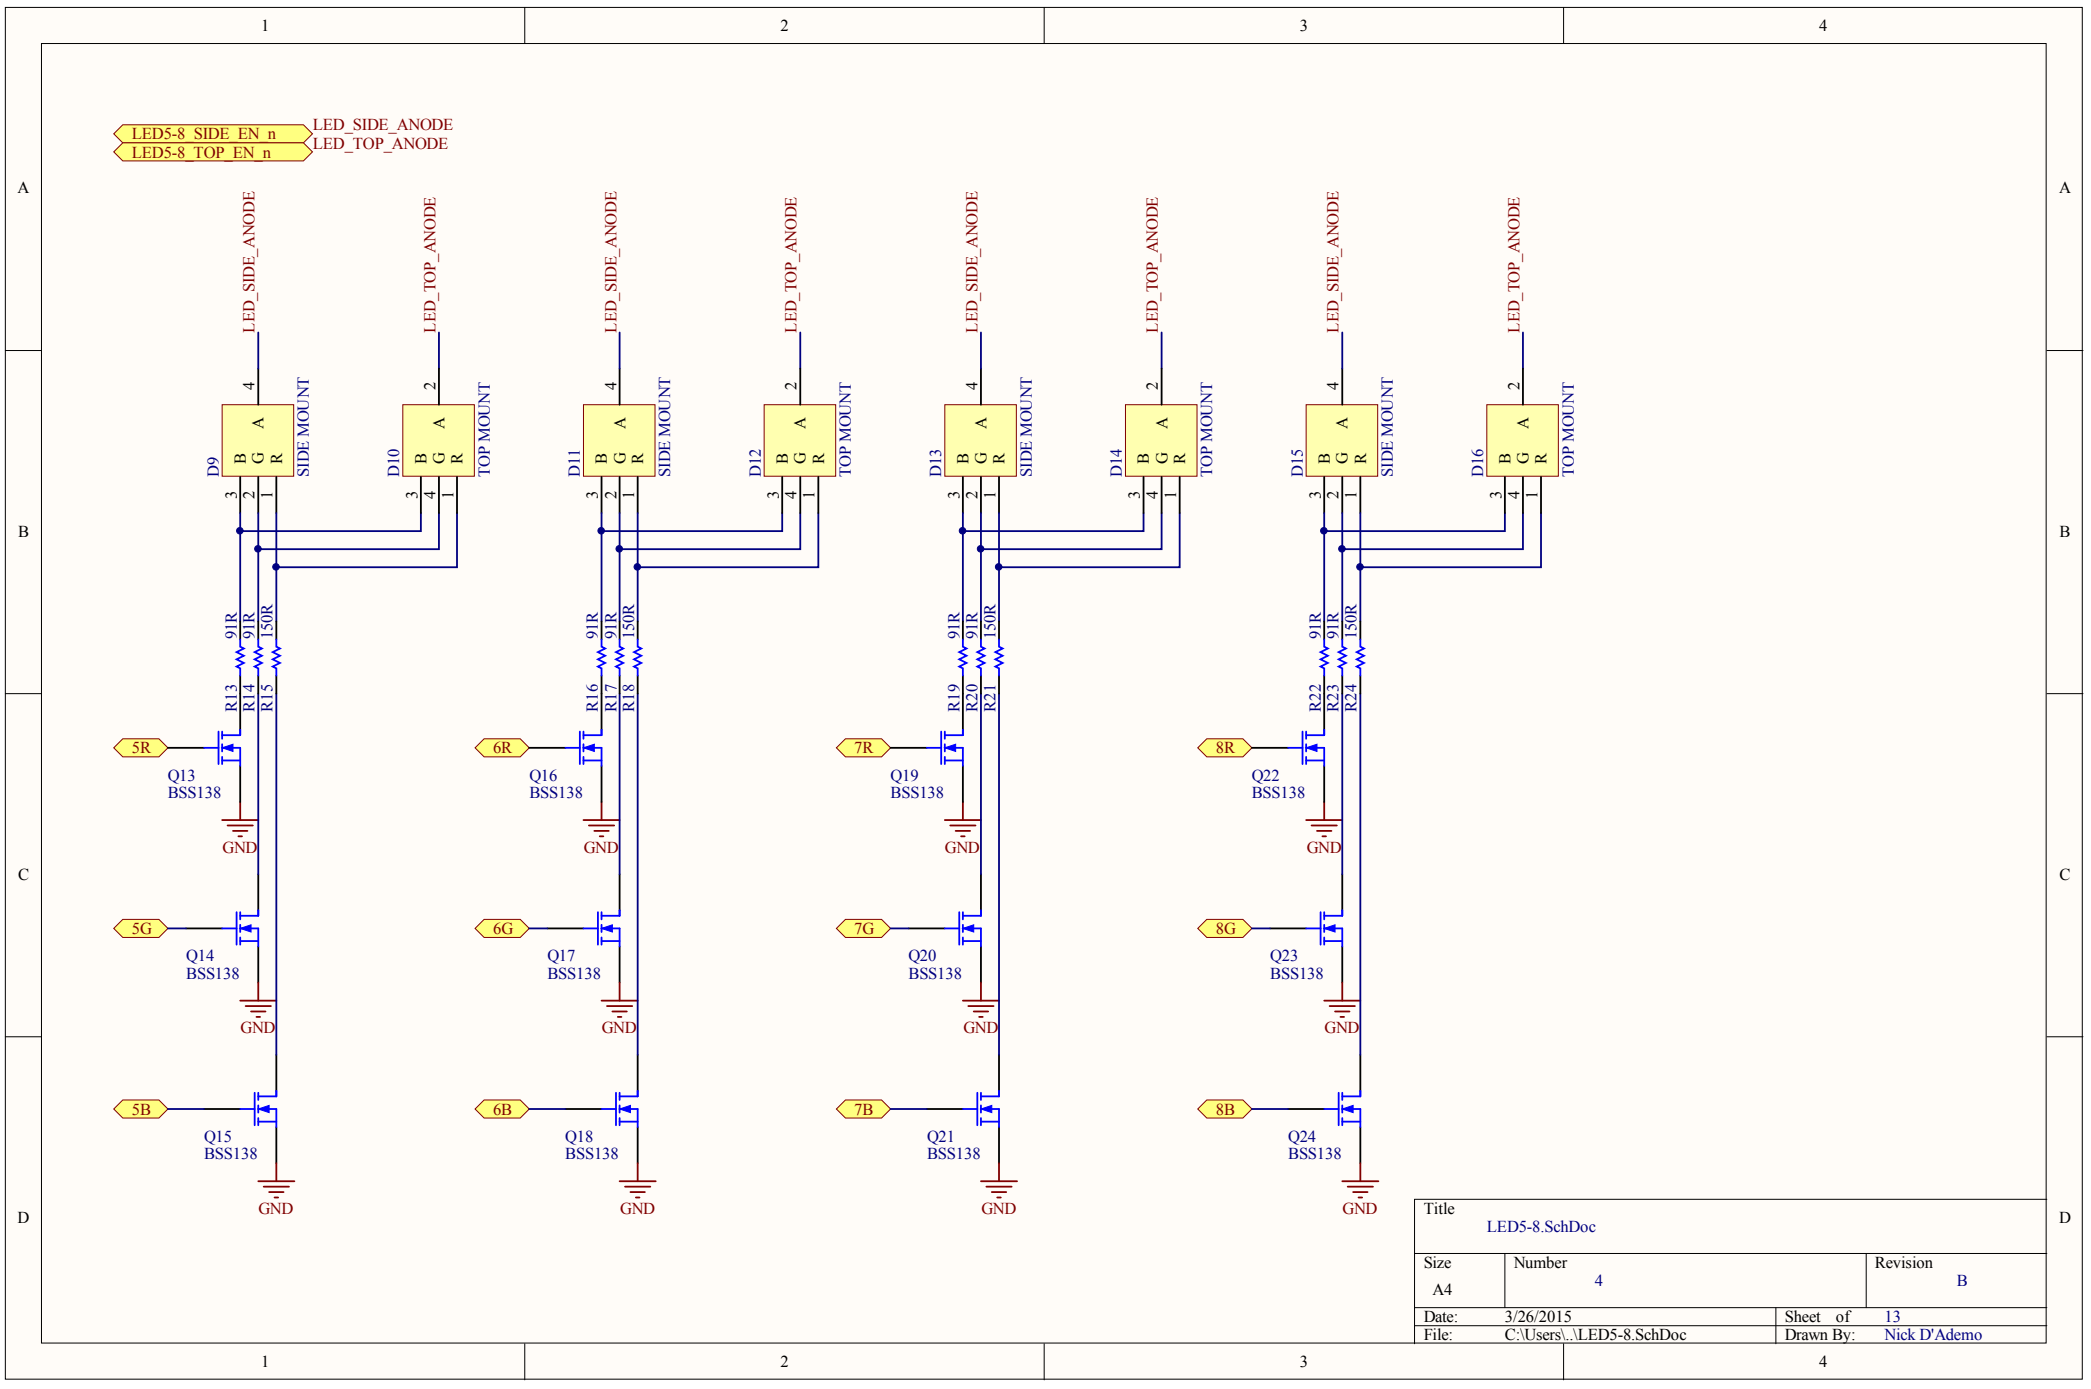 1 2 3 4
LED5-8_SIDE_EN_n LED_SIDE_ANODE
LED5-8_TOP_EN_n LED_TOP_ANODE
A A
LED_SIDE_ANODE LED_TOP_ANODE LED_SIDE_ANODE LED_TOP_ANODE LED_SIDE_ANODE LED_TOP_ANODE LED_SIDE_ANODE LED_TOP_ANODE
4 2 4 2 4 2 4 2
A A A A A A A A
D9 B G R SIDE MOUNT D10 B G R TOP MOUNT D11 B G R SIDE MOUNT D12 B G R TOP MOUNT D13 B G R SIDE MOUNT D14 B G R TOP MOUNT D15 B G R SIDE MOUNT D16 B G R TOP MOUNT
3 2 1 3 4 1 3 2 1 3 4 1 3 2 1 3 4 1 3 2 1 3 4 1
B B
91R 91R 150R 91R 91R 150R 91R 91R 150R 91R 91R 150R
R13 R14 R15 R16 R17 R18 R19 R20 R21 R22 R23 R24
5R 6R 7R 8R
Q13 Q16 Q19 Q22
BSS138 BSS138 BSS138 BSS138
GND GND GND GND
C C
5G 6G 7G 8G
Q14 Q17 Q20 Q23
BSS138 BSS138 BSS138 BSS138
GND GND GND GND
5B 6B 7B 8B
Q15 Q18 Q21 Q24
BSS138 BSS138 BSS138 BSS138
GND GND GND GND
D D
Title
LED5-8.SchDoc
Size Number Revision
A4 4 B
Date: 3/26/2015 Sheet of 13
File: C:\Users\..\LED5-8.SchDoc Drawn By: Nick D'Ademo
1 2 3 4